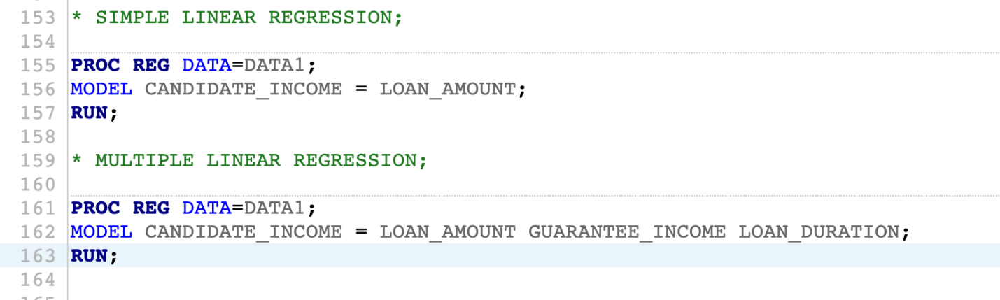 153 * SIMPLE LINEAR REGRESSION;
154
155 PROC REG DATA=DATA1;
156 MODEL CANDIDATE_INCOME = LOAN_AMOUNT;
157 RUN;
158
159 * MULTIPLE LINEAR REGRESSION;
160
161 PROC REG DATA=DATA1;
162 MODEL CANDIDATE_INCOME = LOAN_AMOUNT GUARANTEE_INCOME LOAN_DURATION;
163 RUN;
164